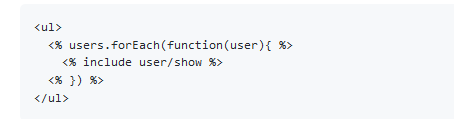 <ul>
  <% users.forEach(function(user){ %>
    <% include user/show %>
  <% }) %>
</ul>